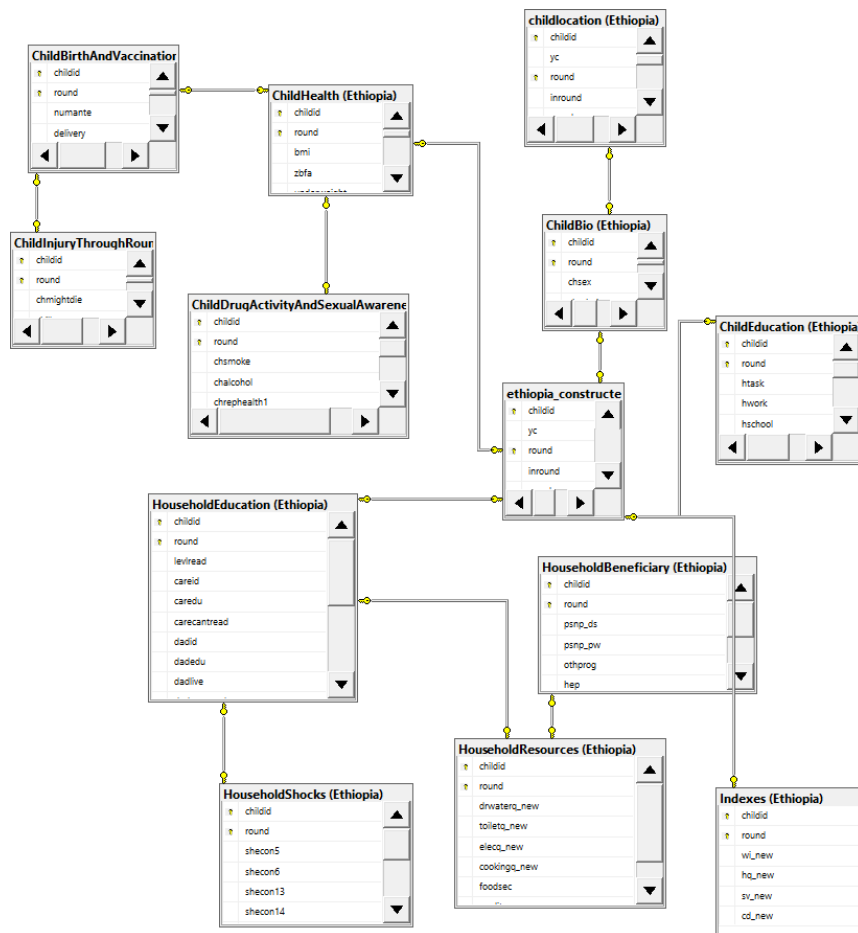 ChildBirthAndVaccination
childid
round
numante
delivery
ChildHealth (Ethiopia)
childid
round
bmi
zbfa
underweight
childlocation (Ethiopia)
childid
yc
round
inround
ChildInjuryThroughRoun
childid
round
chmightdie
ChildBio (Ethiopia)
childid
round
chsex
ChildDrugActivityAndSexualAwarene
childid
round
chsmoke
chalcohol
chrephealth1
ChildEducation (Ethiopia
childid
round
htask
hwork
hschool
ethiopia_constructe
childid
yc
round
inround
HouseholdEducation (Ethiopia)
childid
round
levlread
careid
caredu
carecantread
dadid
dadedu
dadlive
HouseholdBeneficiary (Ethiopia)
childid
round
psnp_ds
psnp_pw
othprog
hep
HouseholdResources (Ethiopia)
childid
round
drwaterq_new
toiletq_new
elecq_new
cookingq_new
foodsec
HouseholdShocks (Ethiopia)
childid
round
shecon5
shecon6
shecon13
shecon14
Indexes (Ethiopia)
childid
round
wi_new
hq_new
sv_new
cd_new